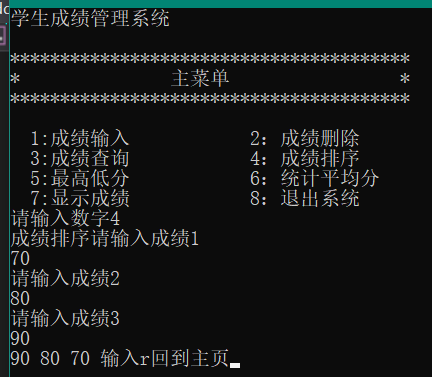 学生成绩管理系统
****************************************
* 主菜单 *
****************************************
1:成绩输入 2: 成绩删除
3:成绩查询 4: 成绩排序
5:最高低分 6: 统计平均分
7:显示成绩 8: 退出系统
请输入数字4
成绩排序请输入成绩1
70
请输入成绩2
80
请输入成绩3
90
90 80 70 输入r回到主页